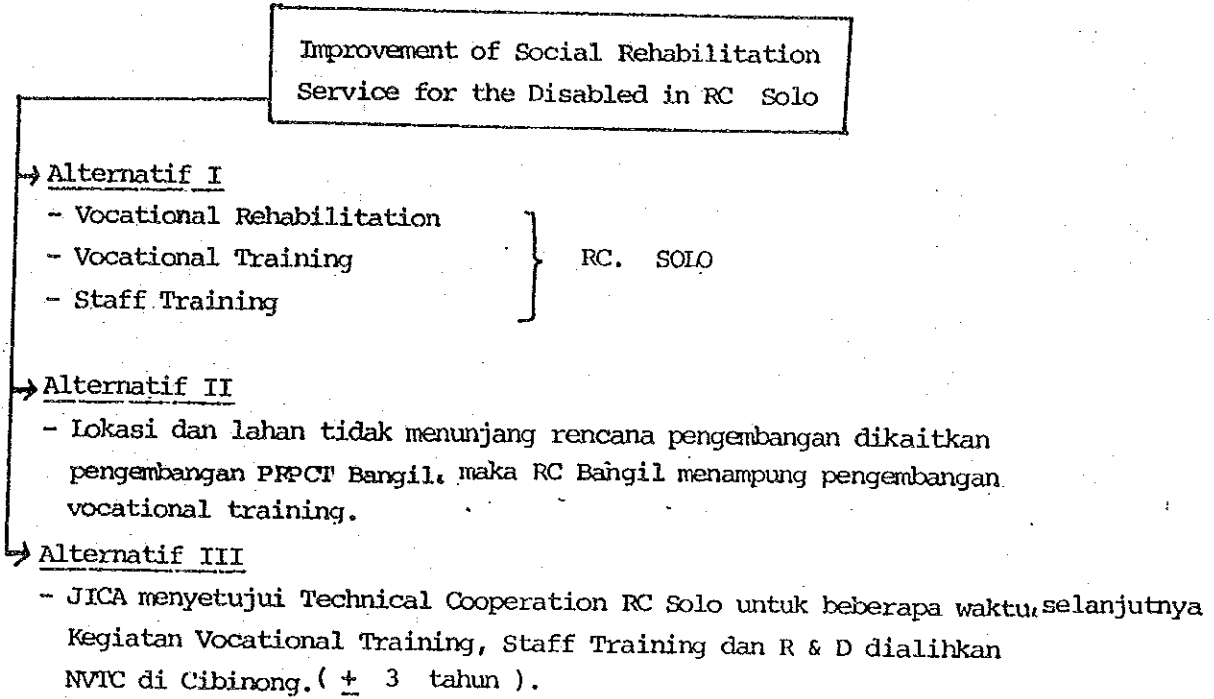 Improvement of Social Rehabilitation
Service for the Disabled in RC Solo
Alternatif I
- Vocational Rehabilitation
- Vocational Training
- Staff Training
RC. SOLO
Alternatif II
- Lokasi dan lahan tidak menunjang rencana pengembangan dikaitkan
pengembangan PRPCT Bangil, maka RC Bangil menampung pengembangan
vocational training.
Alternatif III
- JICA menyetujui Technical Cooperation RC Solo untuk beberapa waktu, selanjutnya
Kegiatan Vocational Training, Staff Training dan R & D dialihkan
NVTC di Cibinong. ( ± 3 tahun ).